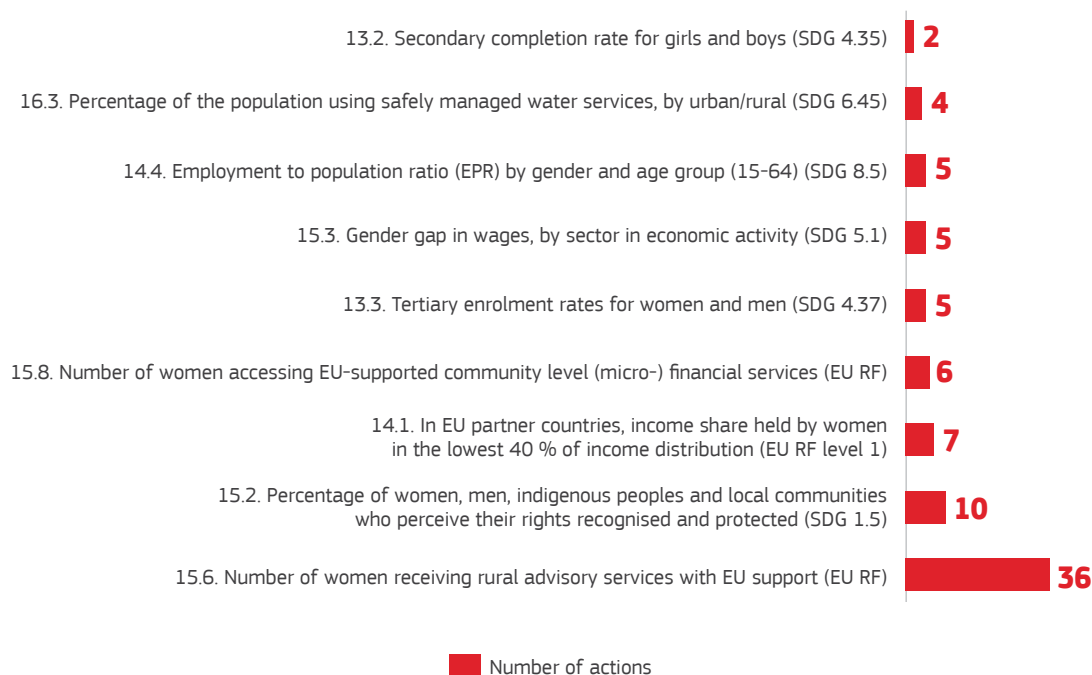 13.2. Secondary completion rate for girls and boys (SDG 4.35)
2
16.3. Percentage of the population using safely managed water services, by urban/rural (SDG 6.45)
4
14.4. Employment to population ratio (EPR) by gender and age group (15-64) (SDG 8.5)
5
15.3. Gender gap in wages, by sector in economic activity (SDG 5.1)
5
13.3. Tertiary enrolment rates for women and men (SDG 4.37)
5
15.8. Number of women accessing EU-supported community level (micro-) financial services (EU RF)
6
14.1. In EU partner countries, income share held by women
in the lowest 40 % of income distribution (EU RF level 1)
7
15.2. Percentage of women, men, indigenous peoples and local communities
who perceive their rights recognised and protected (SDG 1.5)
10
15.6. Number of women receiving rural advisory services with EU support (EU RF)
36
Number of actions